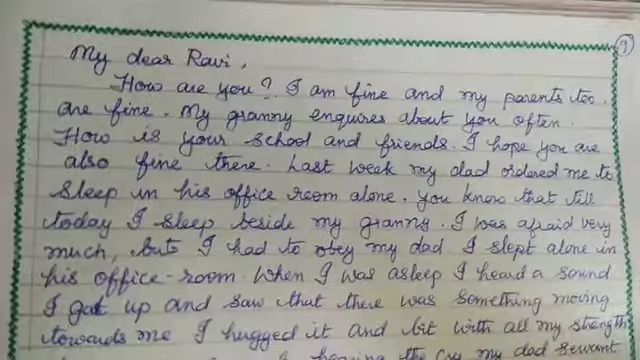 9
My dear Ravi,
How are you? I am fine and my parents too.
are fine. My granny enquires about you often.
How is your school and friends. I hope you are
also fine there. Last week my dad ordered me to
sleep in his office room alone. You know that till
today I sleep beside my granny. I was afraid very
much, but I had to obey my dad I slept alone in
his office-room. When I was asleep I heard a sound
I got up and saw that there was something moving
towards me I hugged it and bit with all my strength
hearing the cry my dad servant